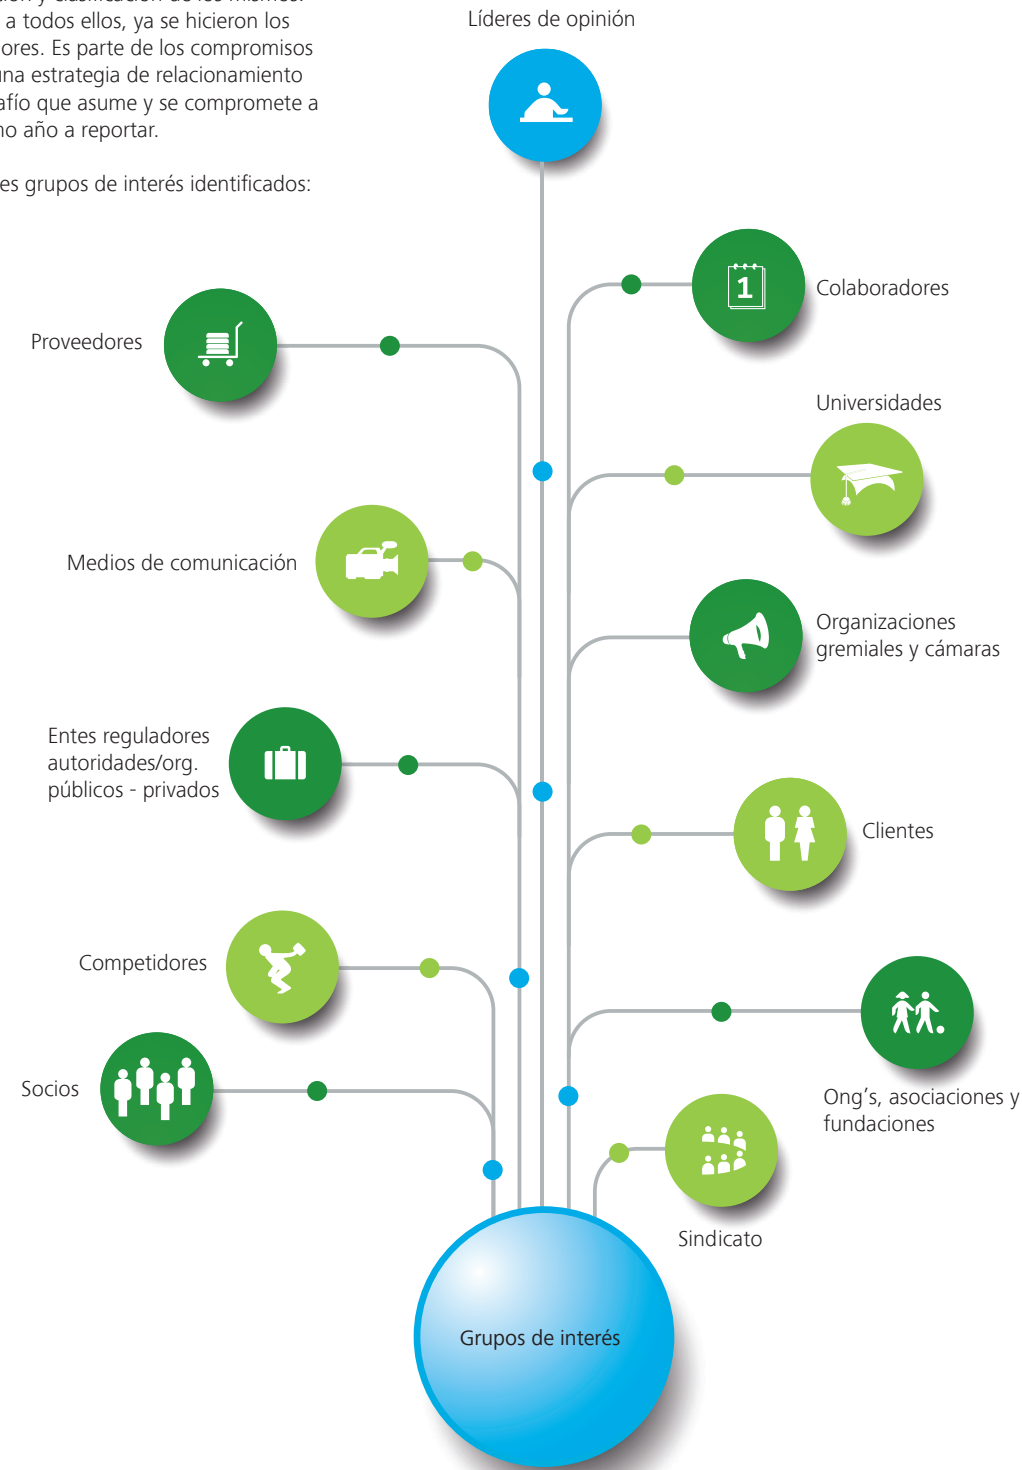 a todos ellos, ya se hicieron los
ores. Es parte de los compromisos
una estrategia de relacionamiento
afío que asume y se compromete a
no año a reportar.
es grupos de interés identificados:
Líderes de opinión
Colaboradores
Proveedores
Universidades
Medios de comunicación
Organizaciones
gremiales y cámaras
Entes reguladores
autoridades/org.
públicos - privados
Clientes
Competidores
Socios
Ong's, asociaciones y
fundaciones
Sindicato
Grupos de interés
1